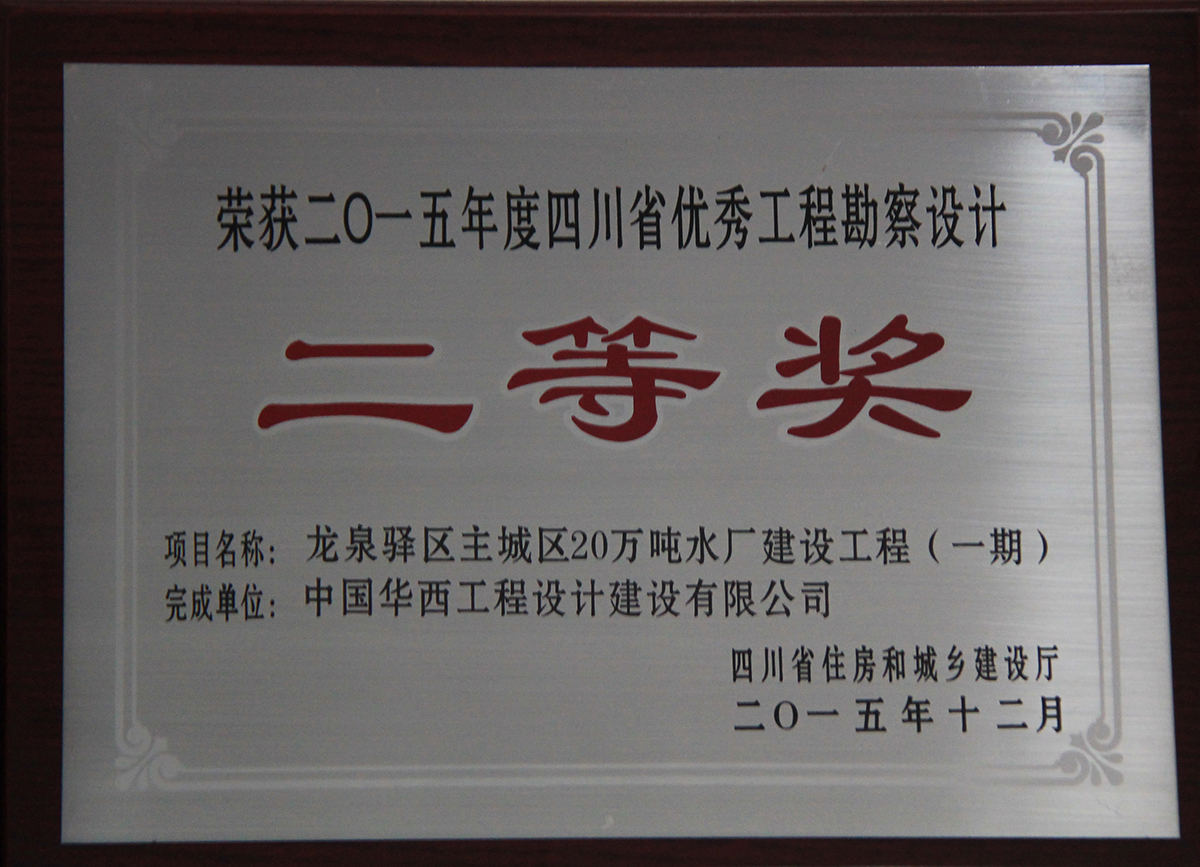 荣获二〇一五年度四川省优秀工程勘察设计
二等奖
项目名称：龙泉驿区主城区20万吨水厂建设工程（一期）
完成单位：中国华西工程设计建设有限公司
四川省住房和城乡建设厅
二〇一五年十二月